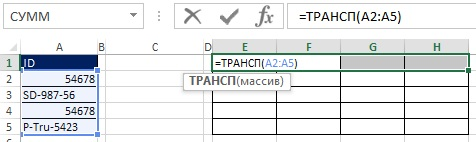 СУММ =ТРАНСП(A2:A5)
A B C D E F G H
1 ID =ТРАНСП(A2:A5)
2 54678 ТРАНСП(массив)
3 SD-987-56
4 54678
5 P-Tru-5423